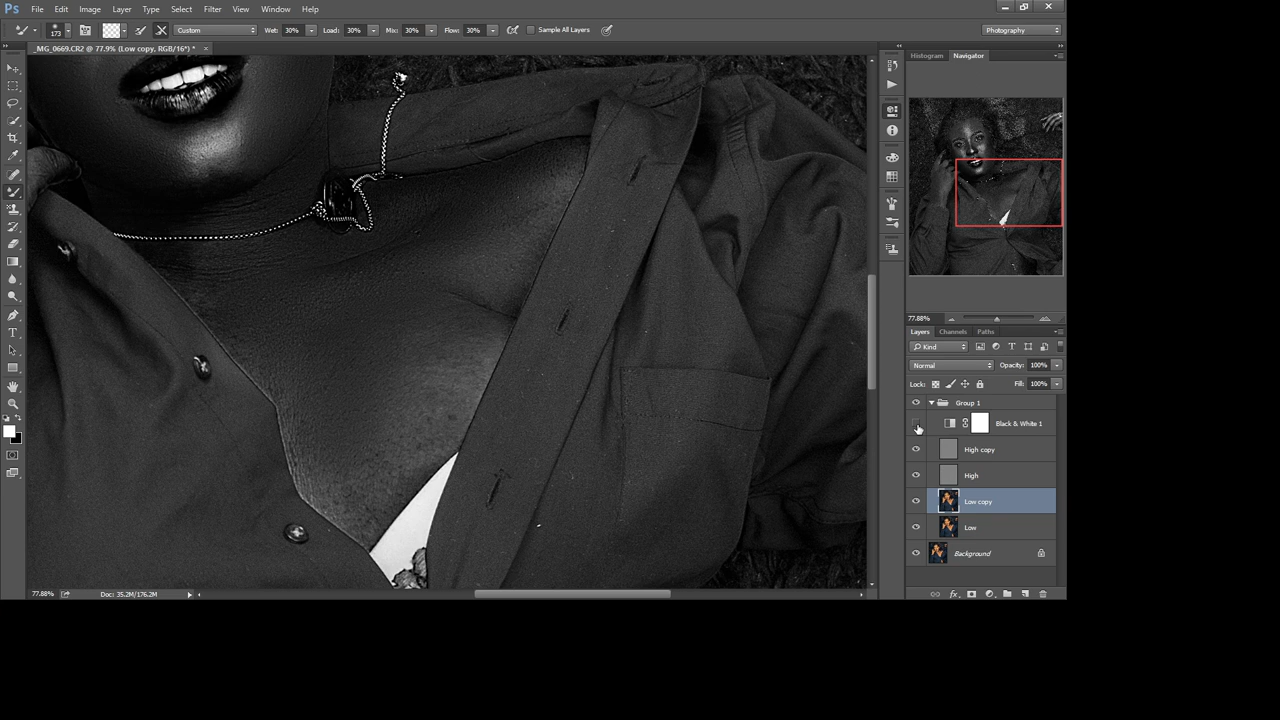 Ps File Edit Image Layer Type Select Filter View Window Help
173 Custom Wet: 30% Load: 30% Mix: 30% Flow: 30% Sample All Layers Photography
_MG_0669.CR2 @ 77.9% (Low copy, RGB/16*) * ×
Histogram Navigator
77.88%
Layers Channels Paths
Kind
Normal Opacity: 100%
Lock: Fill: 100%
Group 1
Black & White 1
High copy
High
Low copy
Low
Background
77.88% Doc: 35.2M/176.2M
fx